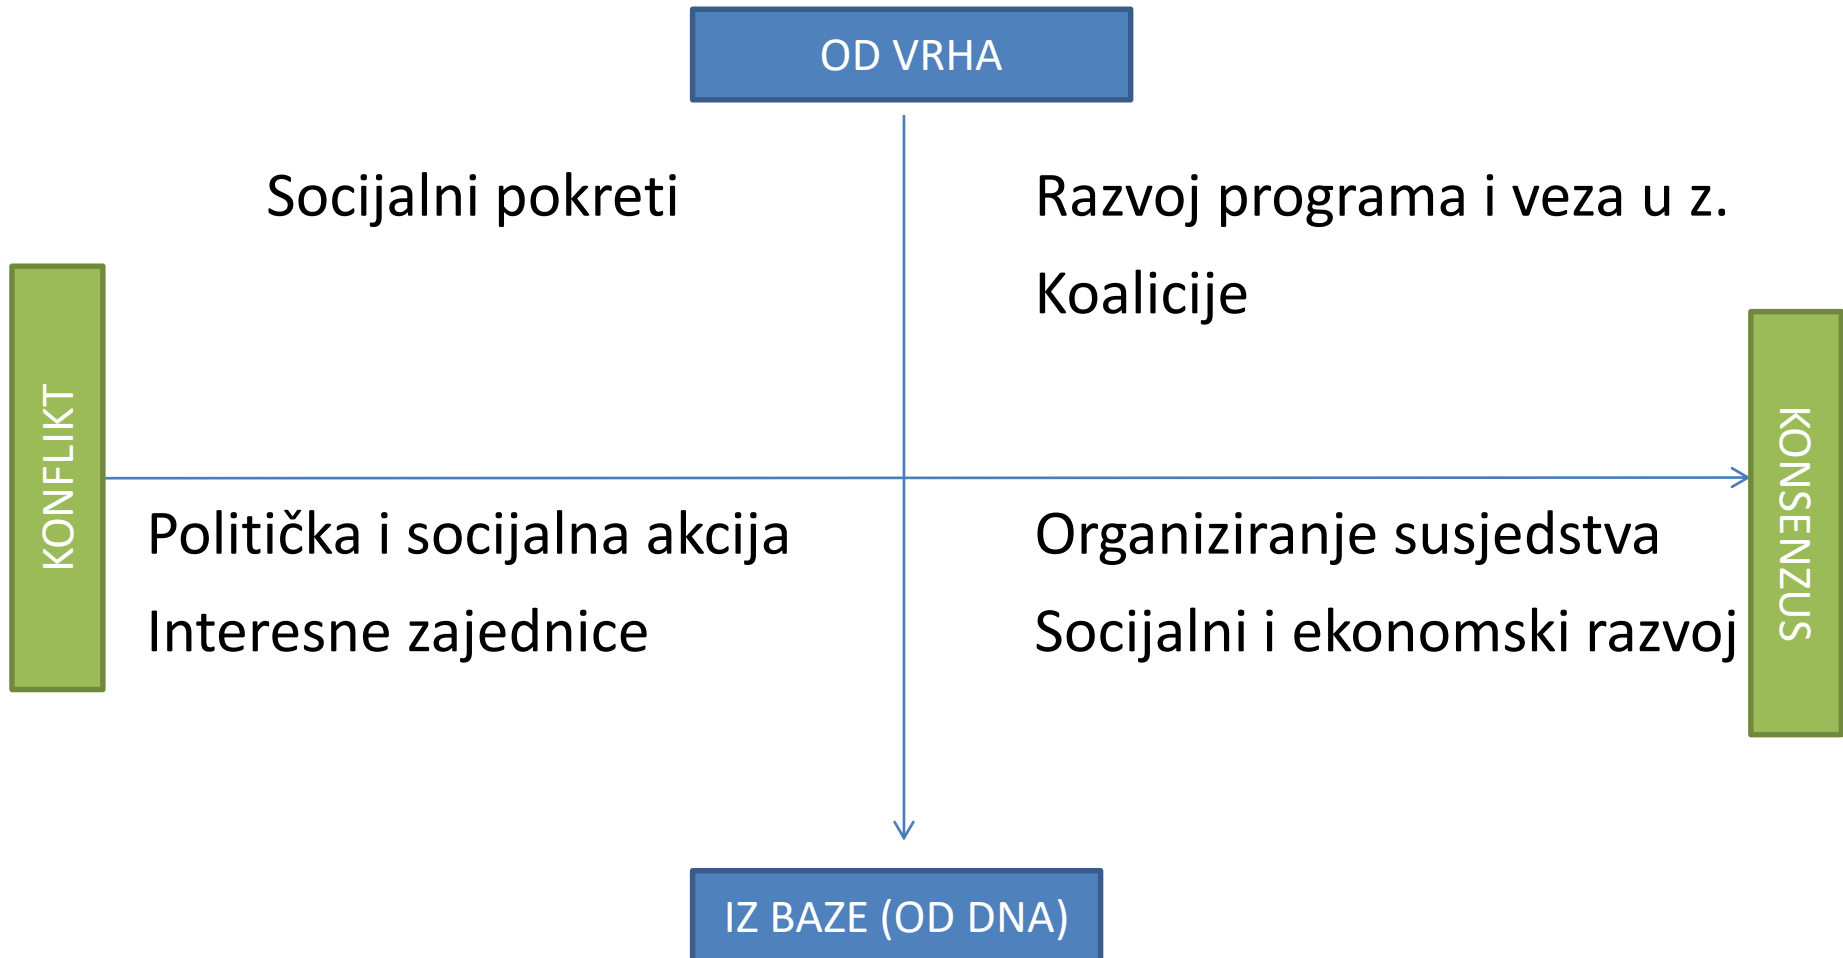 OD VRHA
Socijalni pokreti
Razvoj programa i veza u z.
Koalicije
KONFLIKT
KONSENZUS
Politička i socijalna akcija
Interesne zajednice
Organiziranje susjedstva
Socijalni i ekonomski razvoj
IZ BAZE (OD DNA)